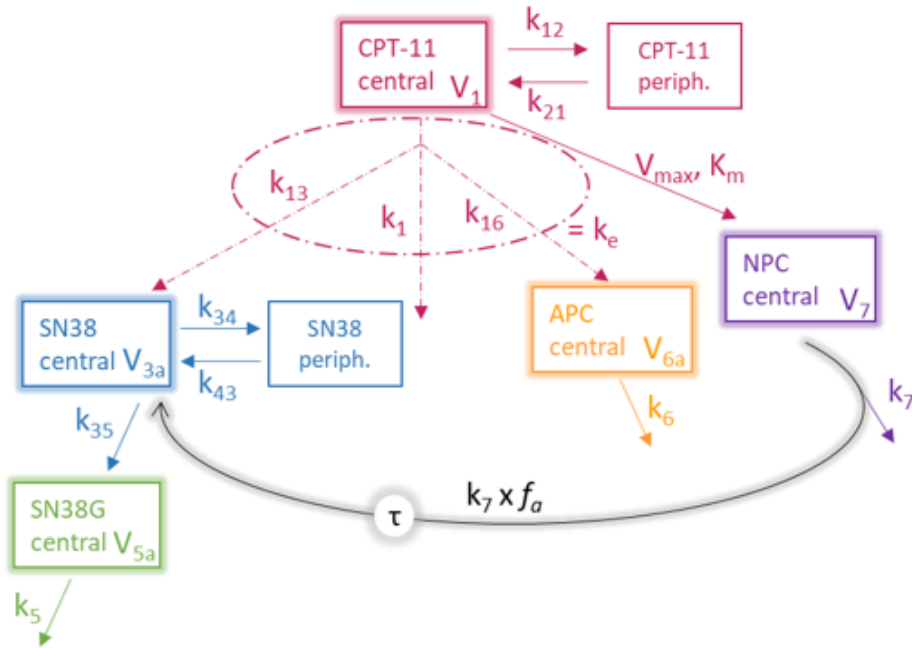 k12
CPT-11
central V1
CPT-11
periph.
k21
Vmax, Km
k13
k1
k16
= ke
NPC
central V7
SN38
central V3a
k34
SN38
periph.
k43
APC
central V6a
k35
k6
k7
k7 x fa
τ
SN38G
central V5a
k5